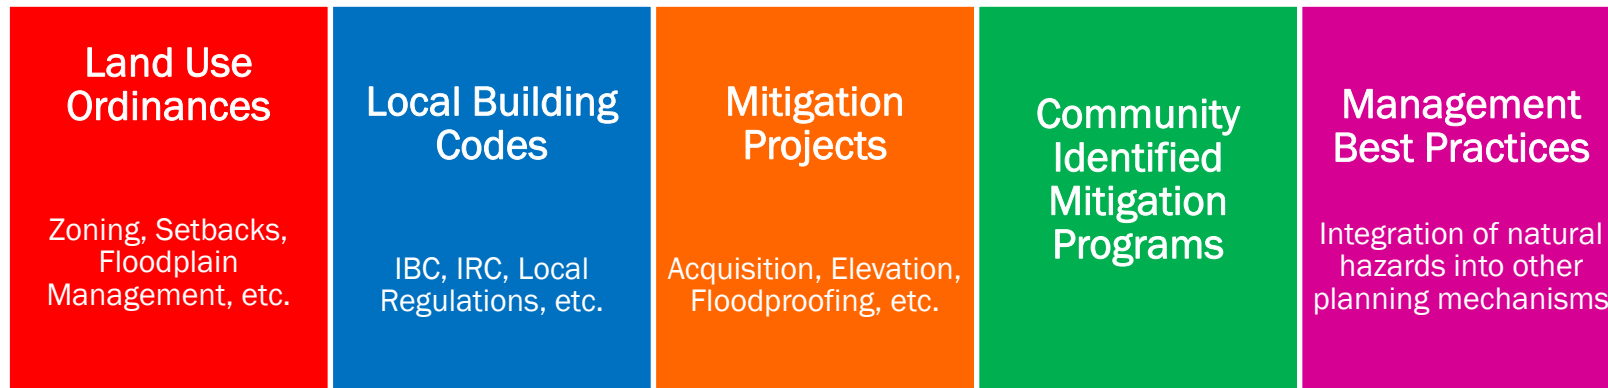 Land Use
Ordinances
Zoning, Setbacks,
Floodplain
Management, etc.
Local Building
Codes
IBC, IRC, Local
Regulations, etc.
Mitigation
Projects
Acquisition, Elevation,
Floodproofing, etc.
Community
Identified
Mitigation
Programs
Management
Best Practices
Integration of natural
hazards into other
planning mechanisms